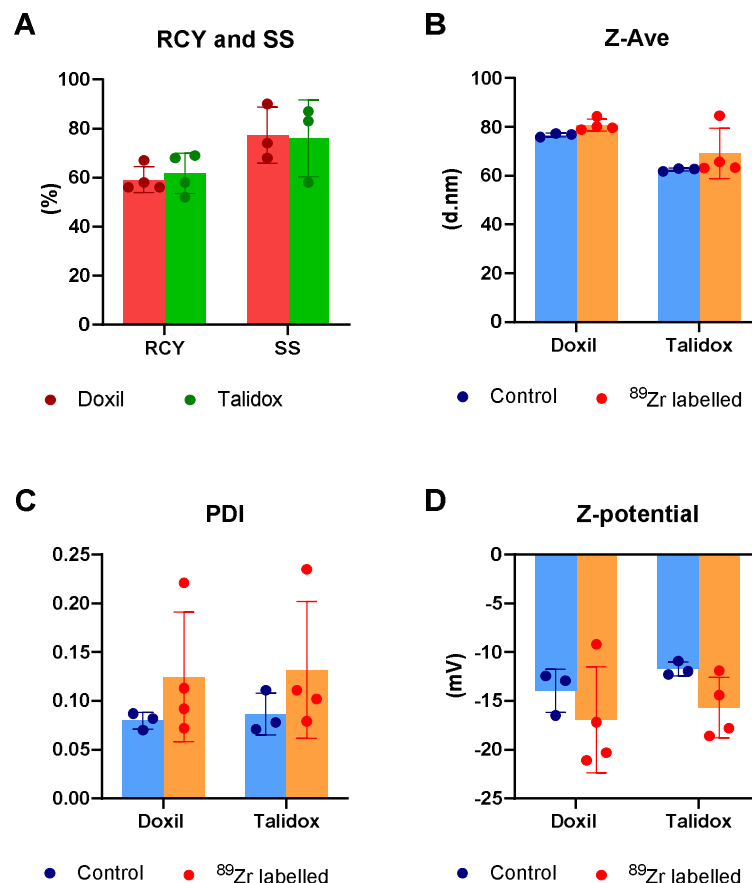 A
RCY and SS
100
80
60
40
20
0
(%)
RCY
SS
Doxil
Talidox
B
Z-Ave
100
80
60
40
60
0
(d.nm)
Doxil
Talidox
Control
⁸⁹Zr labelled
C
PDI
0.25
0.20
0.15
0.10
0.05
0.00
Doxil
Talidox
Control
⁸⁹Zr labelled
D
Z-potential
0
-5
-10
-15
-20
-25
(mV)
Doxil
Talidox
Control
⁸⁹Zr labelled